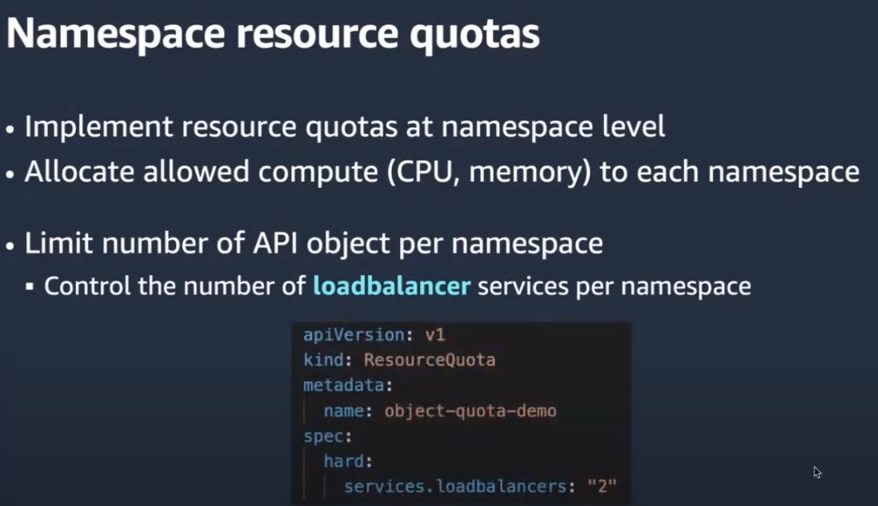 Namespace resource quotas
• Implement resource quotas at namespace level
• Allocate allowed compute (CPU, memory) to each namespace
• Limit number of API object per namespace
▪ Control the number of loadbalancer services per namespace
apiVersion: v1
kind: ResourceQuota
metadata:
  name: object-quota-demo
spec:
  hard:
    services.loadbalancers: "2"